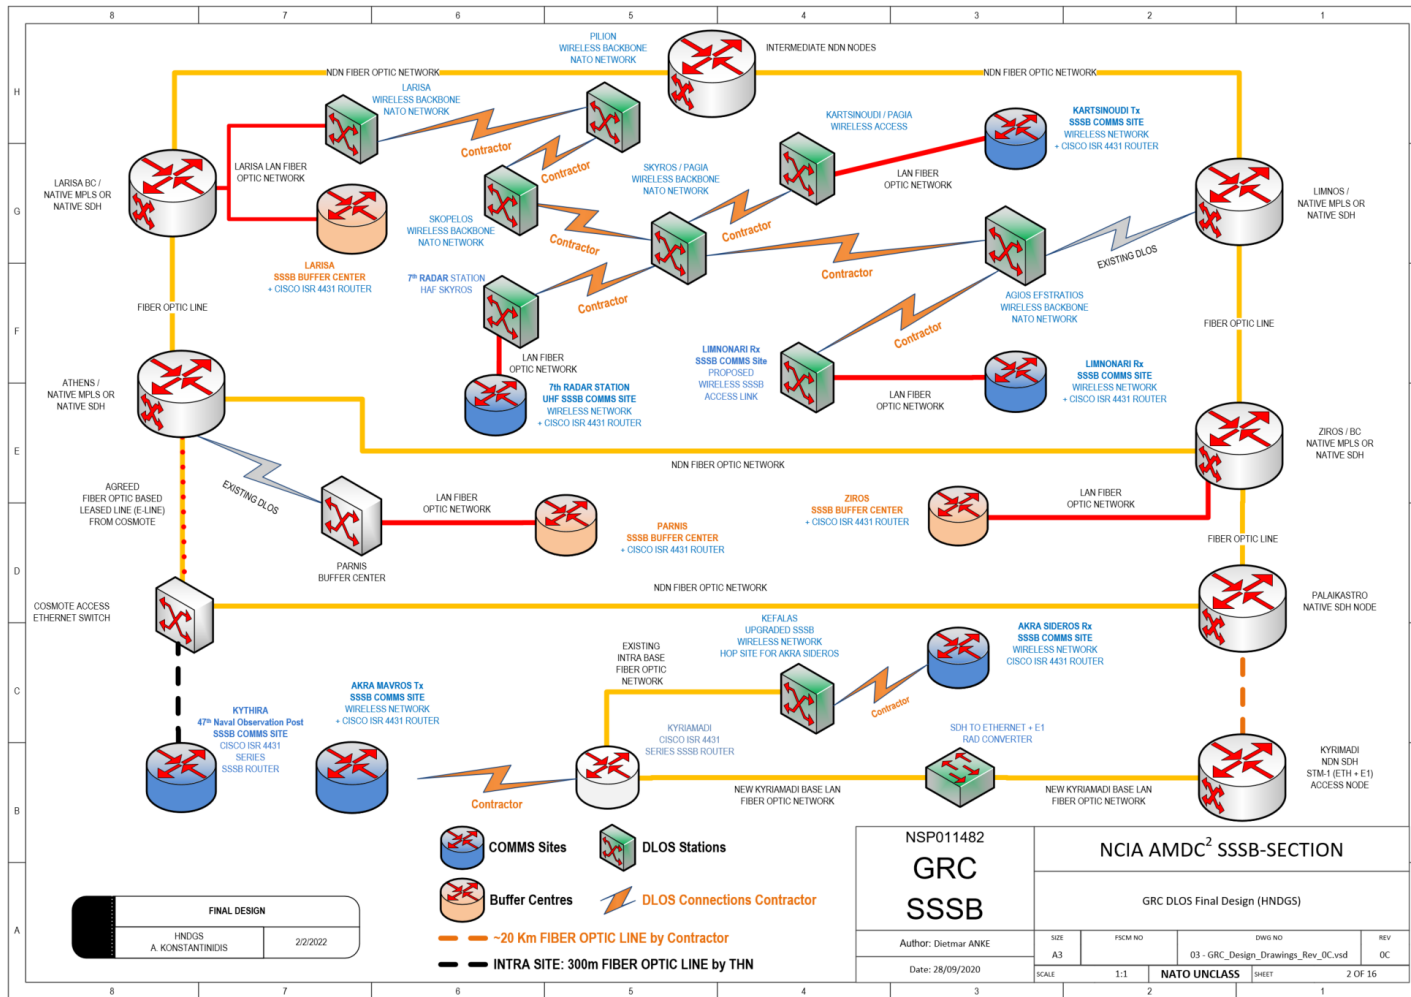 8 7 6 5 4 3 2 1
H
G
F
E
D
C
B
A
PILION
WIRELESS BACKBONE
NATO NETWORK
INTERMEDIATE NDN NODES
NDN FIBER OPTIC NETWORK
NDN FIBER OPTIC NETWORK
LARISA
WIRELESS BACKBONE
NATO NETWORK
Contractor
Contractor
KARTSINOUDI / PAGIA
WIRELESS ACCESS
KARTSINOUDI Tx
SSSB COMMS SITE
WIRELESS NETWORK
+ CISCO ISR 4431 ROUTER
LARISA BC /
NATIVE MPLS OR
NATIVE SDH
LARISA LAN FIBER
OPTIC NETWORK
SKYROS / PAGIA
WIRELESS BACKBONE
NATO NETWORK
LAN FIBER
OPTIC NETWORK
LIMNOS /
NATIVE MPLS OR
NATIVE SDH
SKOPELOS
WIRELESS BACKBONE
NATO NETWORK
Contractor
Contractor
Contractor
EXISTING DLOS
LARISA
SSSB BUFFER CENTER
+ CISCO ISR 4431 ROUTER
7th RADAR STATION
HAF SKYROS
Contractor
AGIOS EFSTRATIOS
WIRELESS BACKBONE
NATO NETWORK
FIBER OPTIC LINE
FIBER OPTIC LINE
Contractor
LAN FIBER
OPTIC NETWORK
LIMNONARI Rx
SSSB COMMS Site
PROPOSED
WIRELESS SSSB
ACCESS LINK
LIMNONARI Rx
SSSB COMMS SITE
WIRELESS NETWORK
+ CISCO ISR 4431 ROUTER
LAN FIBER
OPTIC NETWORK
ATHENS /
NATIVE MPLS OR
NATIVE SDH
7th RADAR STATION
UHF SSSB COMMS SITE
WIRELESS NETWORK
+ CISCO ISR 4431 ROUTER
ZIROS / BC
NATIVE MPLS OR
NATIVE SDH
NDN FIBER OPTIC NETWORK
AGREED
FIBER OPTIC BASED
LEASED LINE (E-LINE)
FROM COSMOTE
EXISTING DLOS
LAN FIBER
OPTIC NETWORK
ZIROS
SSSB BUFFER CENTER
+ CISCO ISR 4431 ROUTER
LAN FIBER
OPTIC NETWORK
PARNIS
SSSB BUFFER CENTER
+ CISCO ISR 4431 ROUTER
FIBER OPTIC LINE
PARNIS
BUFFER CENTER
NDN FIBER OPTIC NETWORK
COSMOTE ACCESS
ETHERNET SWITCH
PALAIKASTRO
NATIVE SDH NODE
KEFALAS
UPGRADED SSSB
WIRELESS NETWORK
HOP SITE FOR AKRA SIDEROS
AKRA SIDEROS Rx
SSSB COMMS SITE
WIRELESS NETWORK
CISCO ISR 4431 ROUTER
EXISTING
INTRA BASE
FIBER OPTIC
NETWORK
Contractor
AKRA MAVROS Tx
SSSB COMMS SITE
WIRELESS NETWORK
+ CISCO ISR 4431 ROUTER
KYTHIRA
47th Naval Observation Post
SSSB COMMS SITE
CISCO ISR 4431
SERIES
SSSB ROUTER
KYRIAMADI
CISCO ISR 4431
SERIES SSSB ROUTER
SDH TO ETHERNET + E1
RAD CONVERTER
KYRIMADI
NDN SDH
STM-1 (ETH + E1)
ACCESS NODE
Contractor
NEW KYRIAMADI BASE LAN
FIBER OPTIC NETWORK
NEW KYRIAMADI BASE LAN
FIBER OPTIC NETWORK
COMMS Sites
DLOS Stations
Buffer Centres
DLOS Connections Contractor
~20 Km FIBER OPTIC LINE by Contractor
INTRA SITE: 300m FIBER OPTIC LINE by THN
FINAL DESIGN
HNDGS
A. KONSTANTINIDIS
2/2/2022
NSP011482
GRC
SSSB
Author: Dietmar ANKE
Date: 28/09/2020
NCIA AMDC2 SSSB-SECTION
GRC DLOS Final Design (HNDGS)
SIZE FSCM NO DWG NO REV
A3 03 - GRC_Design_Drawings_Rev_0C.vsd 0C
SCALE 1:1 NATO UNCLASS SHEET 2 OF 16
8 7 6 5 4 3 2 1